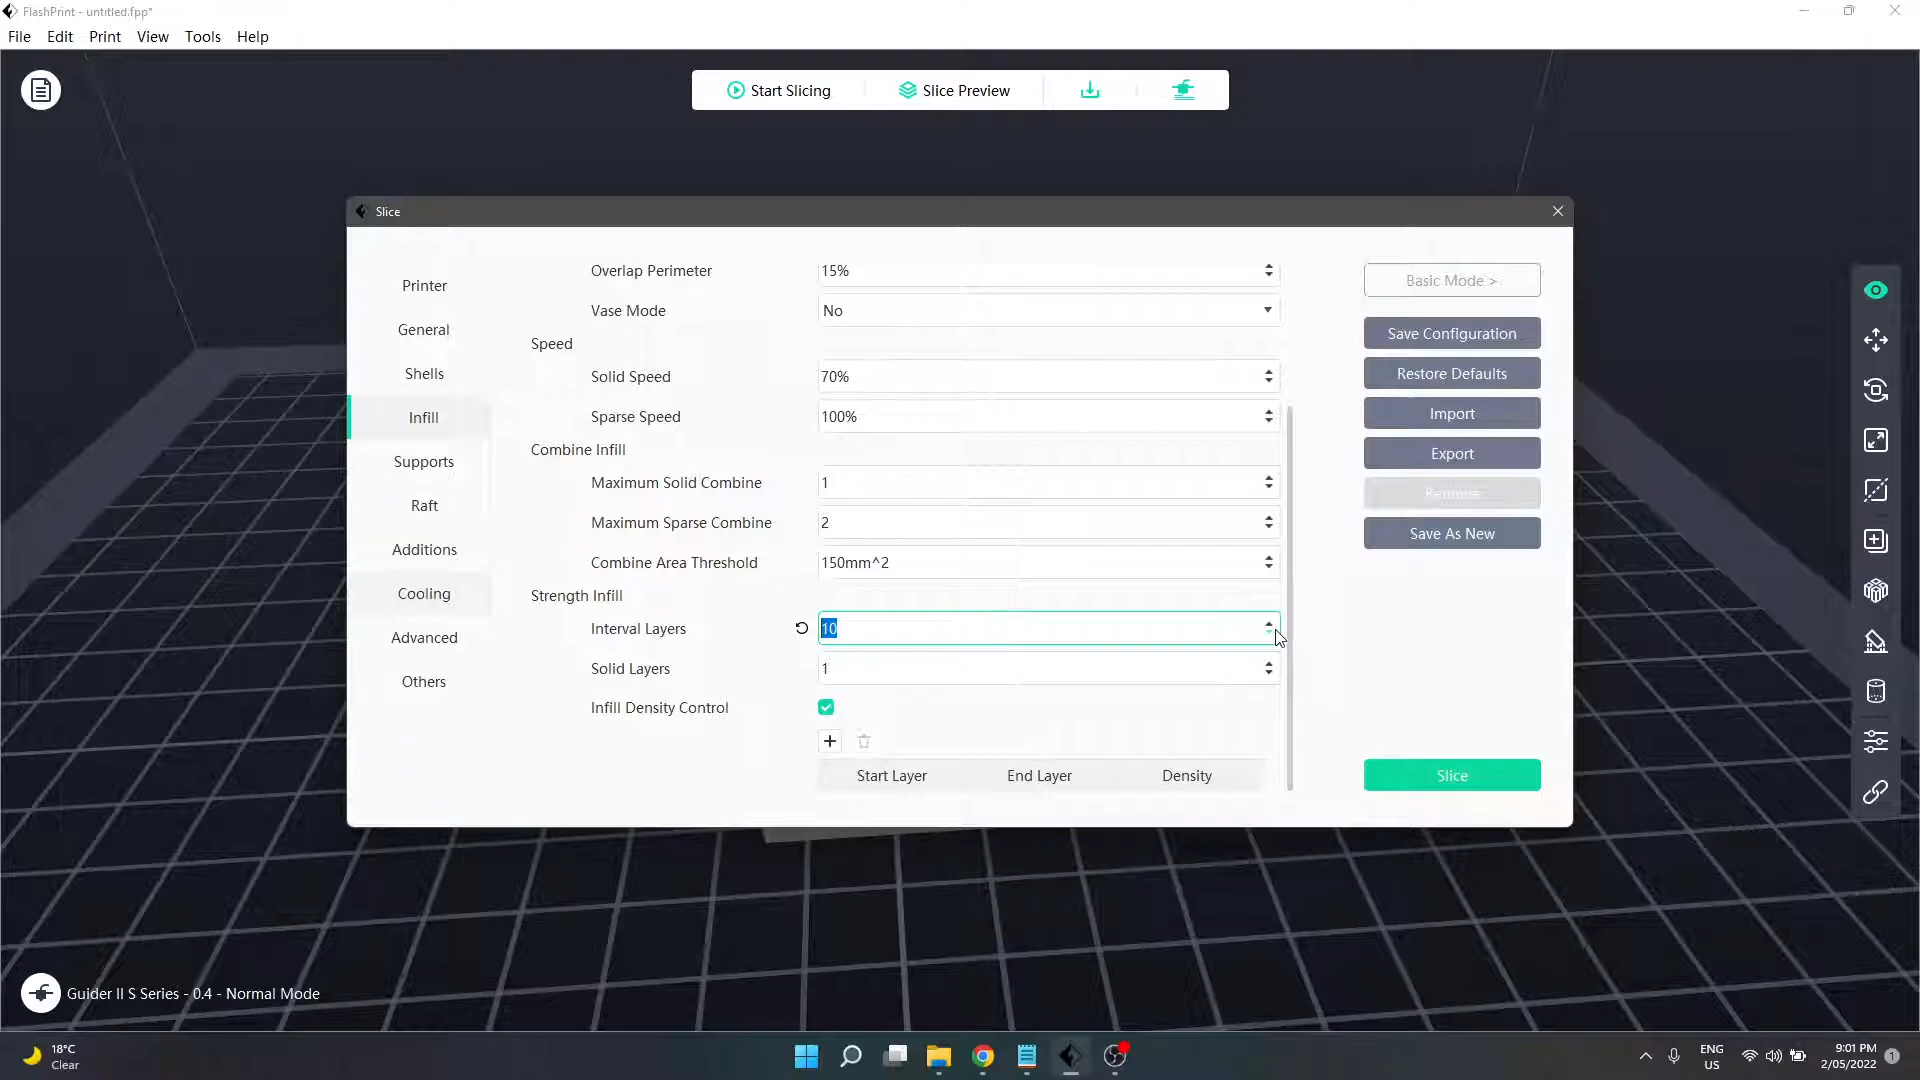 FlashPrint - untitled.fpp*
File Edit Print View Tools Help
Start Slicing Slice Preview
Slice
Printer
General
Shells
Infill
Supports
Raft
Additions
Cooling
Advanced
Others
Overlap Perimeter 15%
Vase Mode No
Speed
Solid Speed 70%
Sparse Speed 100%
Combine Infill
Maximum Solid Combine 1
Maximum Sparse Combine 2
Combine Area Threshold 150mm^2
Strength Infill
Interval Layers 10
Solid Layers 1
Infill Density Control
+
Start Layer End Layer Density
Basic Mode >
Save Configuration
Restore Defaults
Import
Export
Remove
Save As New
Slice
Guider II S Series - 0.4 - Normal Mode
18°C
Clear
ENG
US
9:01 PM
2/05/2022
1